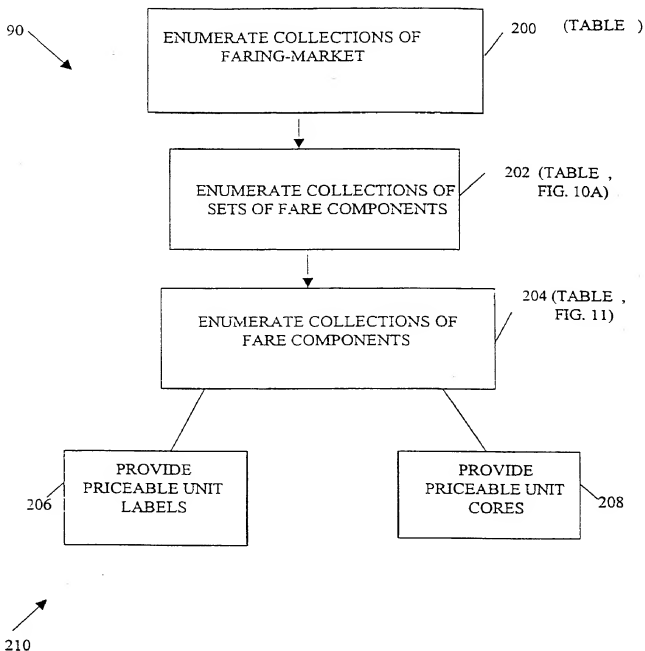 90
ENUMERATE COLLECTIONS OF
FARING-MARKET
200 (TABLE )
ENUMERATE COLLECTIONS OF
SETS OF FARE COMPONENTS
202 (TABLE ,
FIG. 10A)
ENUMERATE COLLECTIONS OF
FARE COMPONENTS
204 (TABLE ,
FIG. 11)
PROVIDE
PRICEABLE UNIT
LABELS
206
PROVIDE
PRICEABLE UNIT
CORES
208
210